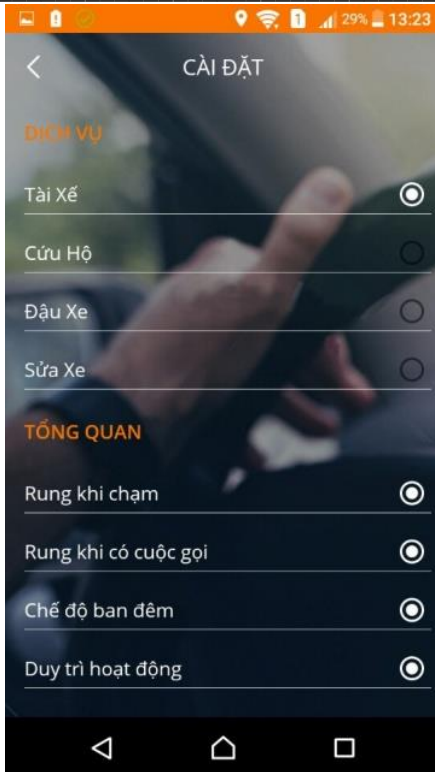 1 29% 13:23
CÀI ĐẶT
DỊCH VỤ
Tài Xế
Cứu Hộ
Đậu Xe
Sửa Xe
TỔNG QUAN
Rung khi chạm
Rung khi có cuộc gọi
Chế độ ban đêm
Duy trì hoạt động